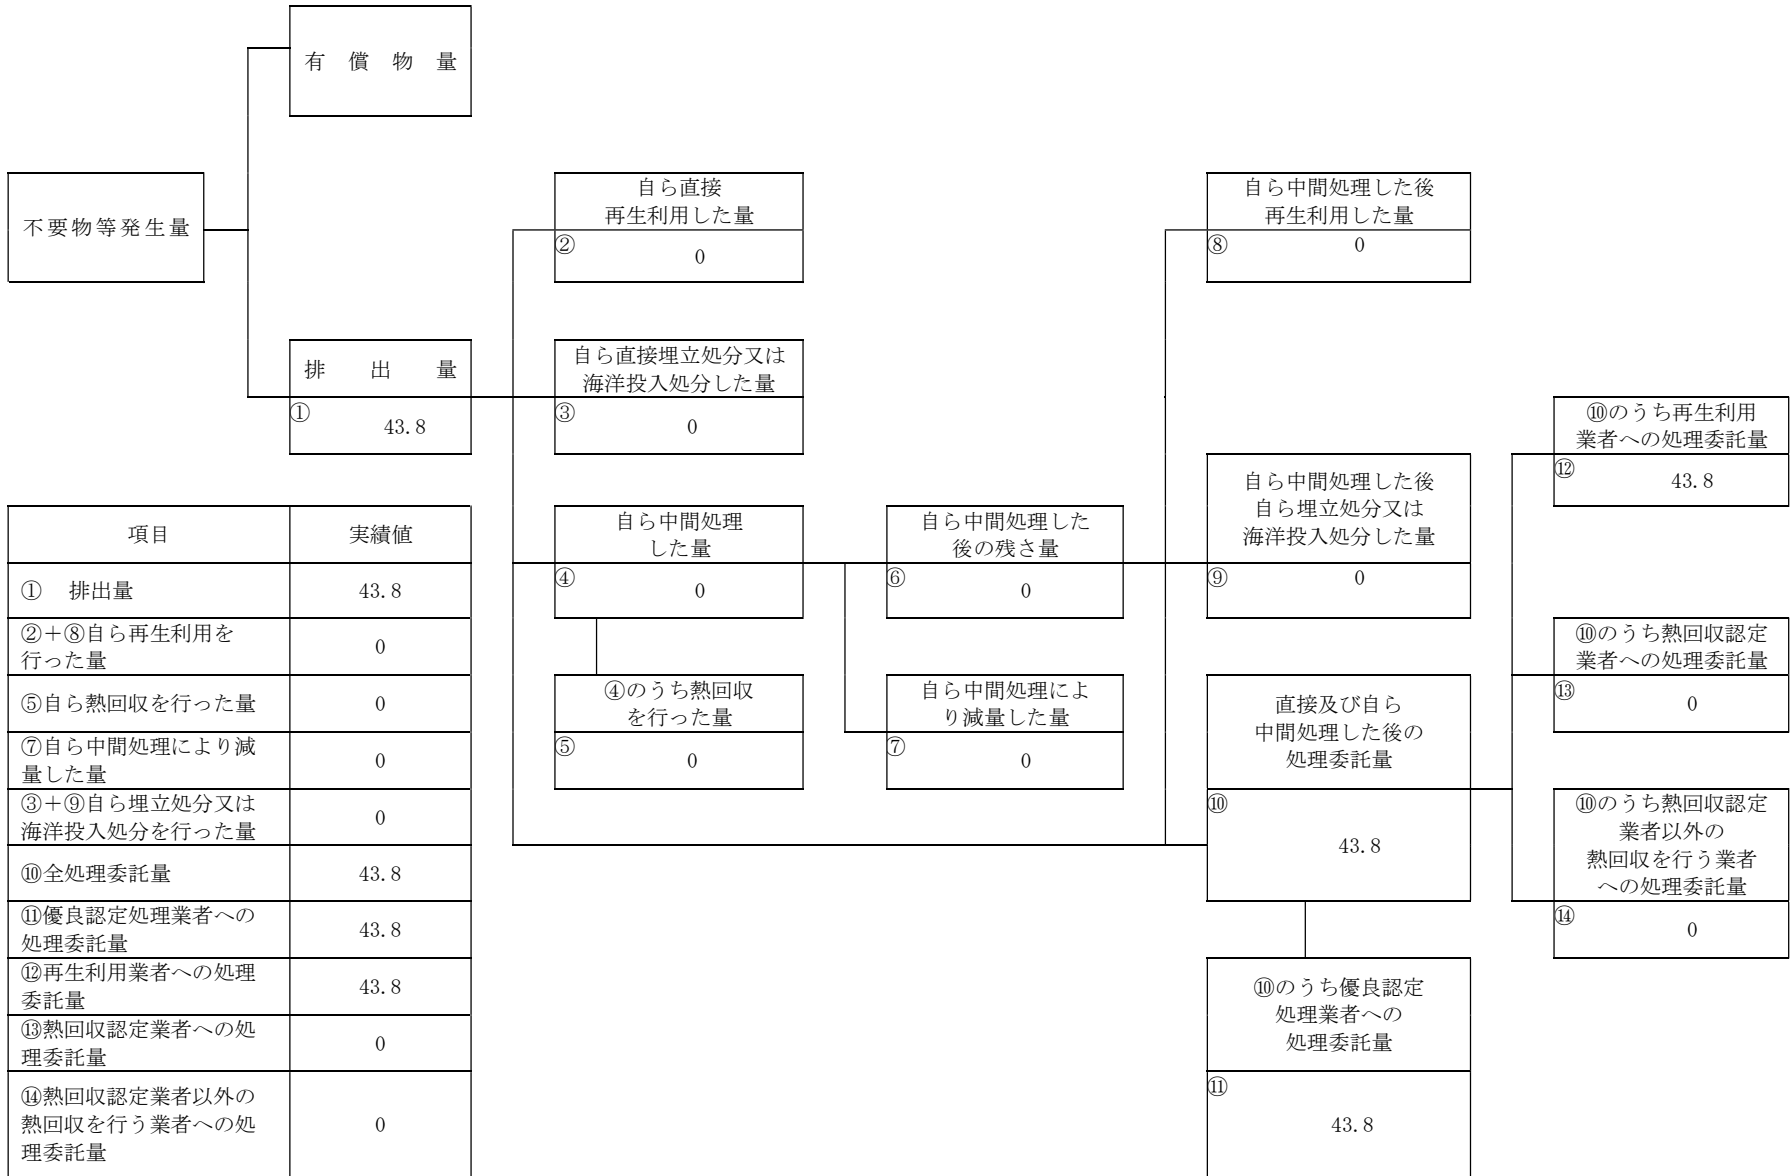 有　償　物　量
不要物等発生量
自ら直接
再生利用した量
②
0
自ら中間処理した後
再生利用した量
⑧
0
排　出　量
①
43.8
自ら直接埋立処分又は
海洋投入処分した量
③
0
⑩のうち再生利用
業者への処理委託量
⑫
43.8
自ら中間処理
した量
④
0
自ら中間処理した
後の残さ量
⑥
0
自ら中間処理した後
自ら埋立処分又は
海洋投入処分した量
⑨
0
⑩のうち熱回収認定
業者への処理委託量
⑬
0
④のうち熱回収
を行った量
⑤
0
自ら中間処理によ
り減量した量
⑦
0
直接及び自ら
中間処理した後の
処理委託量
⑩
43.8
⑩のうち熱回収認定
業者以外の
熱回収を行う業者
への処理委託量
⑭
0
⑩のうち優良認定
処理業者への
処理委託量
⑪
43.8
項目　実績値
①　排出量　43.8
②＋⑧自ら再生利用を
行った量　0
⑤自ら熱回収を行った量　0
⑦自ら中間処理により減
量した量　0
③＋⑨自ら埋立処分又は
海洋投入処分を行った量　0
⑩全処理委託量　43.8
⑪優良認定処理業者への
処理委託量　43.8
⑫再生利用業者への処理
委託量　43.8
⑬熱回収認定業者への処
理委託量　0
⑭熱回収認定業者以外の
熱回収を行う業者への処
理委託量　0